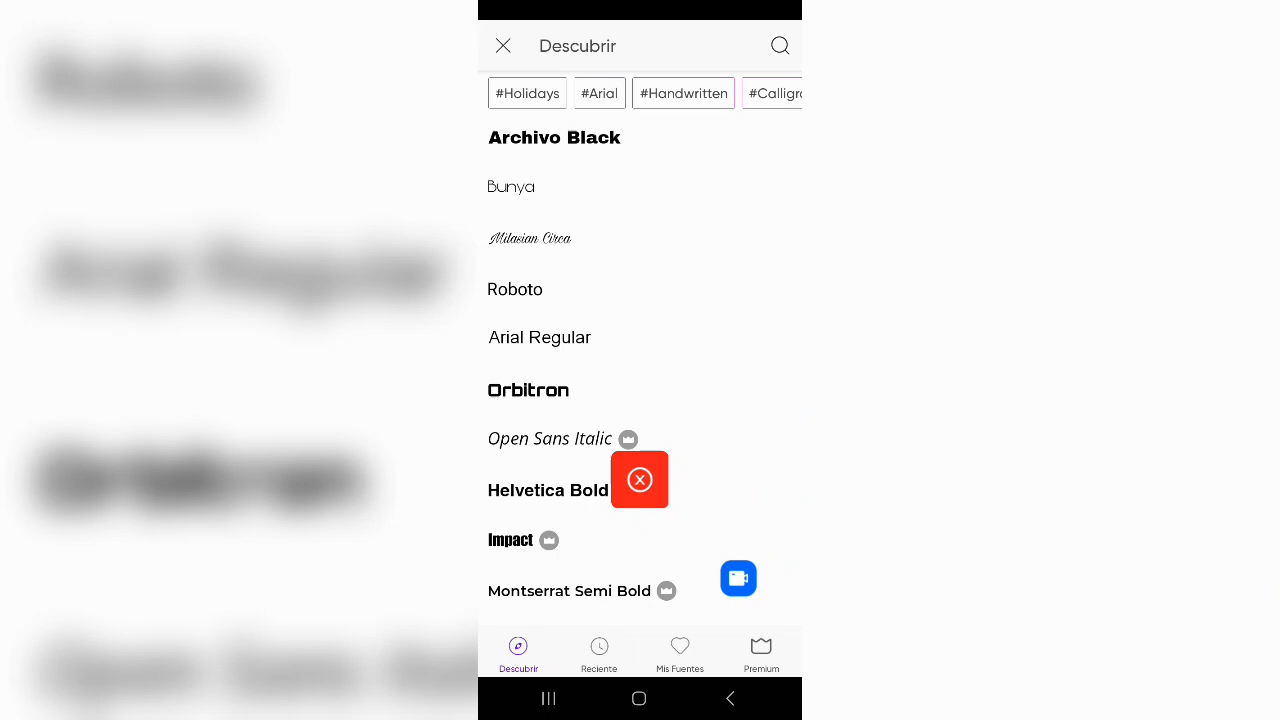 Descubrir
#Holidays #Arial #Handwritten #Calligr
Archivo Black
Bunya
Milasian Circa
Roboto
Arial Regular
Orbitron
Open Sans Italic
Helvetica Bold
Impact
Montserrat Semi Bold
Descubrir Reciente Mis Fuentes Premium